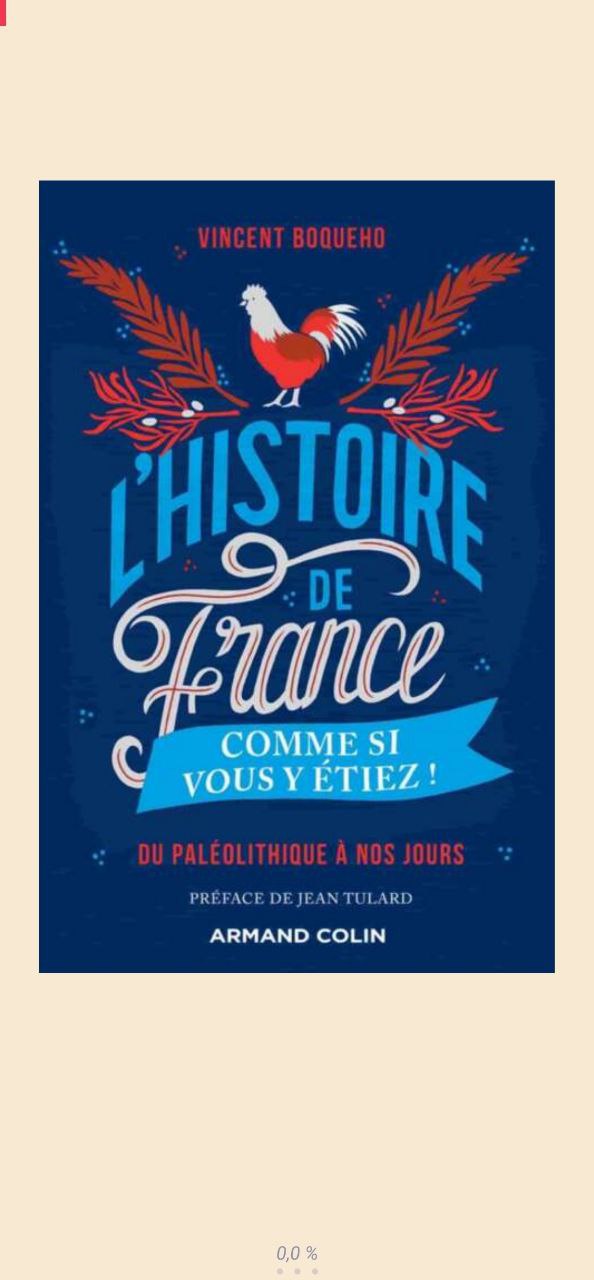 VINCENT BOQUEHO
L'HISTOIRE
DE
France
COMME SI
VOUS Y ÉTIEZ !
DU PALÉOLITHIQUE À NOS JOURS
PRÉFACE DE JEAN TULARD
ARMAND COLIN
0,0 %